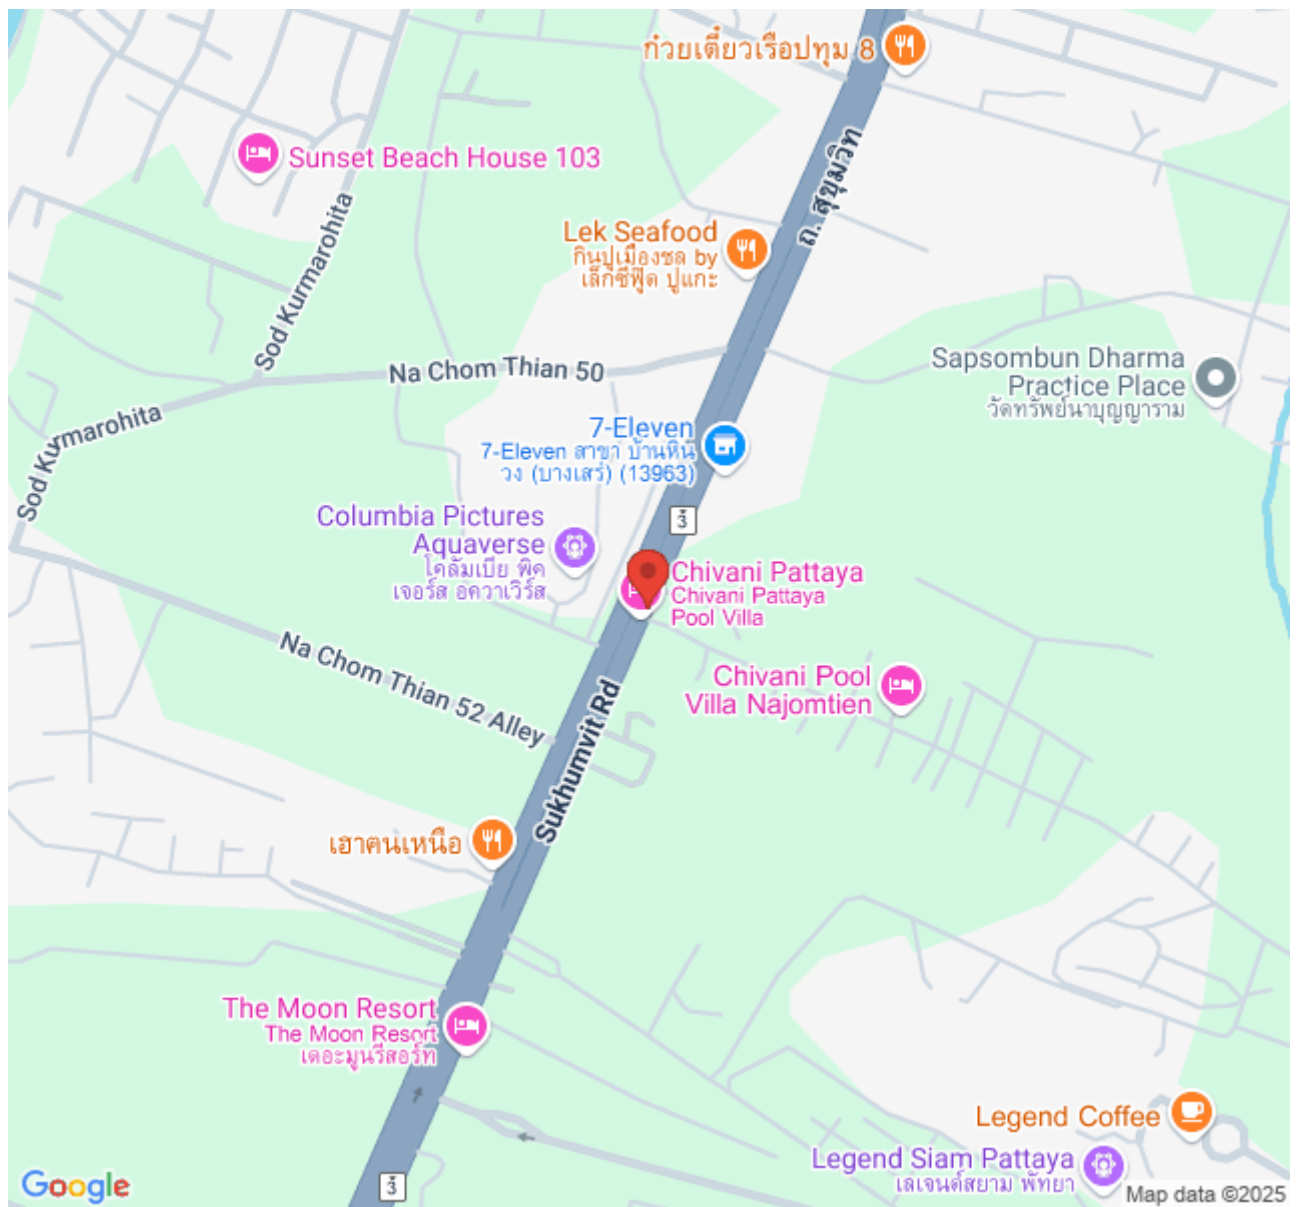 ก๋วยเตี๋ยวเรือปทุม 8
Sunset Beach House 103
ถ. สุขุมวิท
Sod Kurmarohita
Lek Seafood
กินปูเมืองชล by
เล็กซีฟู๊ด ปูแกะ
Na Chom Thian 50
Sapsombun Dharma
Practice Place
วัดทรัพย์นาบุญญาราม
Sod Kurmarohita
7-Eleven
7-Eleven สาขา บ้านหิน
วง (บางเสร่) (13963)
3
Columbia Pictures
Aquaverse
โคลัมเบีย พิค
เจอร์ส อควาเวิร์ส
Chivani Pattaya
Chivani Pattaya
Pool Villa
Na Chom Thian 52 Alley
Chivani Pool
Villa Najomtien
Sukhumvit Rd
เฮาคนเหนือ
The Moon Resort
The Moon Resort
เดอะมูนรีสอร์ท
Legend Coffee
Legend Siam Pattaya
เลเจนด์สยาม พัทยา
3
Google
Map data ©2025